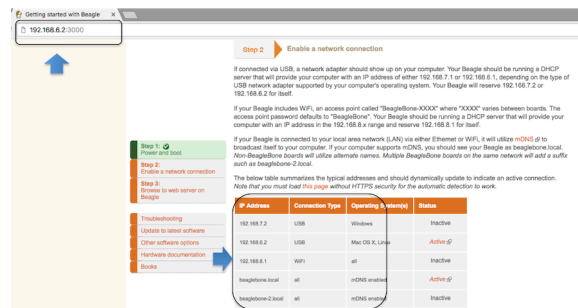 Getting started with Beagle
192.168.6.2:3000
Step 2
Enable a network connection
If connected via USB, a network adapter should show up on your computer. Your Beagle should be running a DHCP
server that will provide your computer with an IP address of either 192.168.7.1 or 192.168.6.1, depending on the type of
USB network adapter supported by your computer's operating system. Your Beagle will reserve 192.168.7.2 or
192.168.6.2 for itself.
If your Beagle includes WiFi, an access point called "BeagleBone-XXXX" where "XXXX" varies between boards. The
access point password defaults to "BeagleBone". Your Beagle should be running a DHCP server that will provide your
computer with an IP address in the 192.168.8.x range and reserve 192.168.8.1 for itself.
If your Beagle is connected to your local area network (LAN) via either Ethernet or WiFi, it will utilize mDNS to
broadcast itself to your computer. If your computer supports mDNS, you should see your Beagle as beaglebone.local.
Non-BeagleBone boards will utilize alternate names. Multiple BeagleBone boards on the same network will add a suffix
such as beaglebone-2.local.
The below table summarizes the typical addresses and should dynamically update to indicate an active connection.
Note that you must load this page without HTTPS security for the automatic detection to work.
Step 1:
Power and boot
Step 2:
Enable a network connection
Step 3:
Browse to web server on
Beagle
Troubleshooting
Update to latest software
Other software options
Hardware documentation
Books
IP Address Connection Type Operating System(s) Status
192.168.7.2 USB Windows Inactive
192.168.6.2 USB Mac OS X, Linux Active
192.168.8.1 WiFi all Inactive
beaglebone.local all mDNS enabled Active
beaglebone-2.local all mDNS enabled Inactive